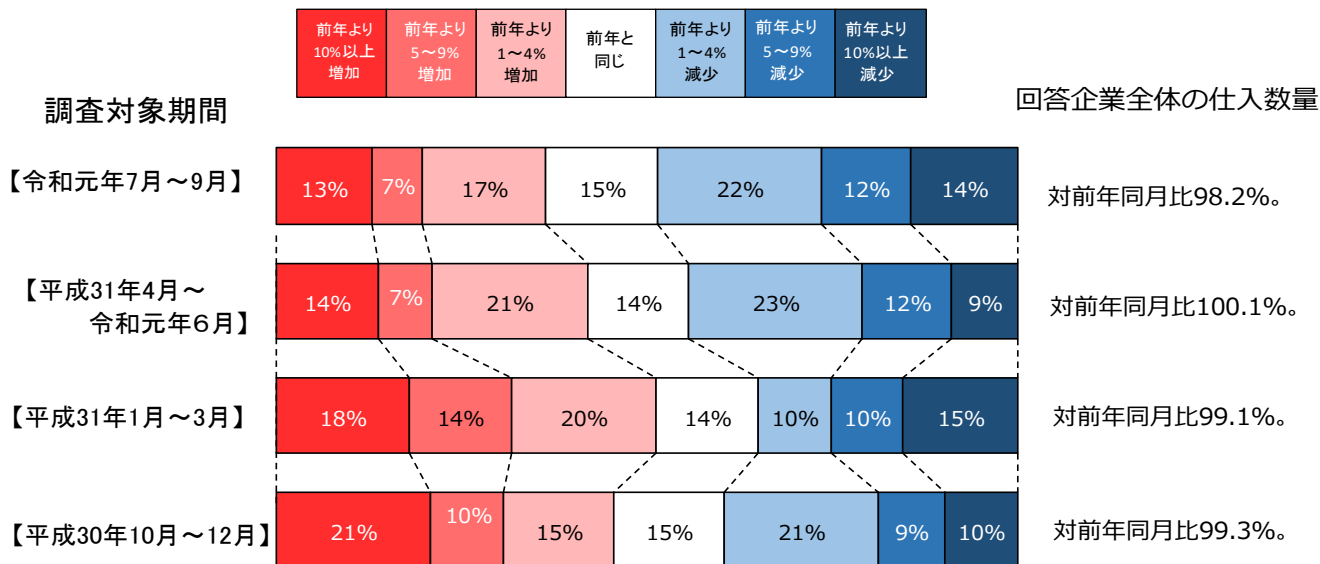 前年より
10%以上
増加
前年より
5～9%
増加
前年より
1～4%
増加
前年と
同じ
前年より
1～4%
減少
前年より
5～9%
減少
前年より
10%以上
減少
調査対象期間
回答企業全体の仕入数量
【令和元年7月～9月】
13% 7% 17% 15% 22% 12% 14%
対前年同月比98.2%。
【平成31年4月～
令和元年６月】
14% 7% 21% 14% 23% 12% 9%
対前年同月比100.1%。
【平成31年1月～3月】
18% 14% 20% 14% 10% 10% 15%
対前年同月比99.1%。
【平成30年10月～12月】
21% 10% 15% 15% 21% 9% 10%
対前年同月比99.3%。